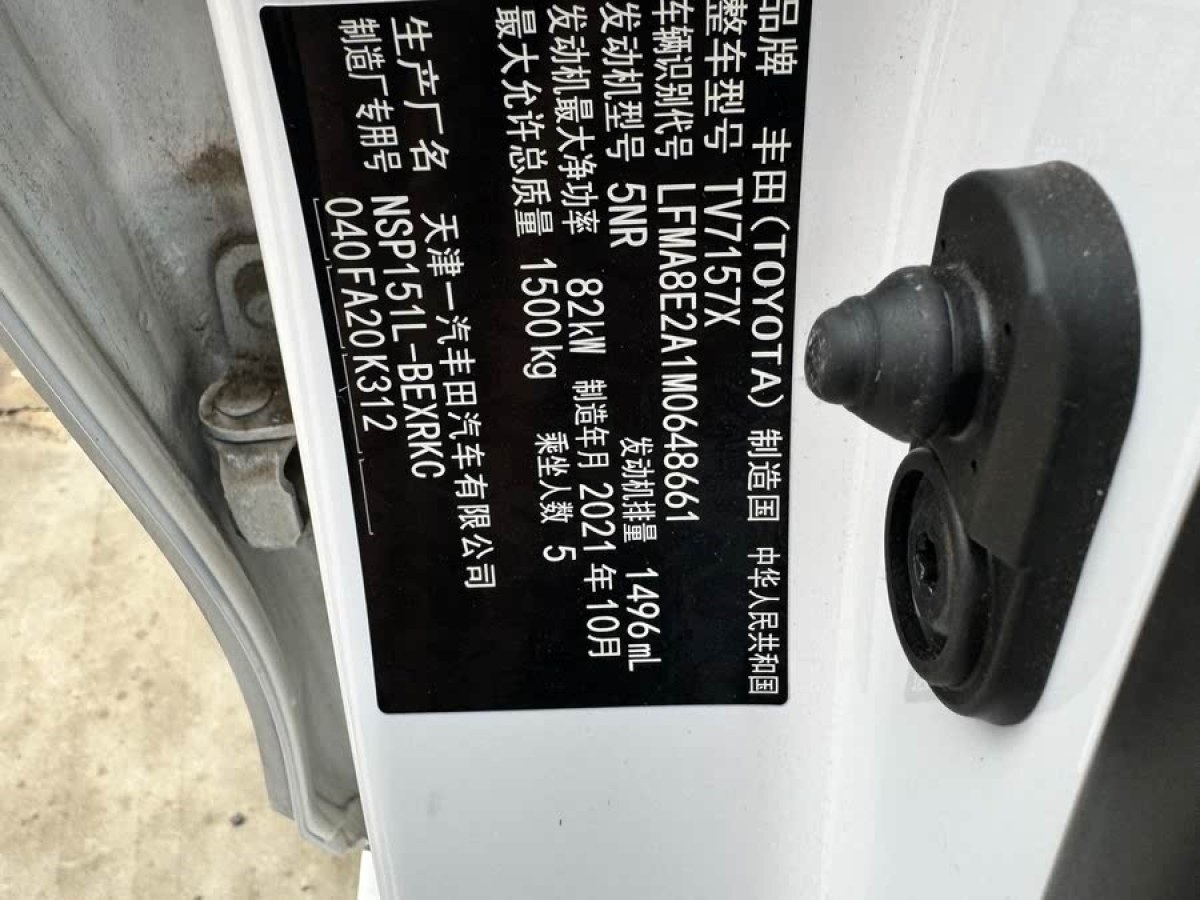 品牌 丰田(TOYOTA) 制造国 中华人民共和国
整车型号 TV7157X
车辆识别代号 LFMA8E2A1M0648661
发动机型号 5NR 发动机排量 1496mL
发动机最大净功率 82kW 制造年月 2021年10月
最大允许总质量 1500kg 乘坐人数 5
生产厂名 天津一汽丰田汽车有限公司
制造厂专用号 NSP151L-BEXRKC
040FA20K312